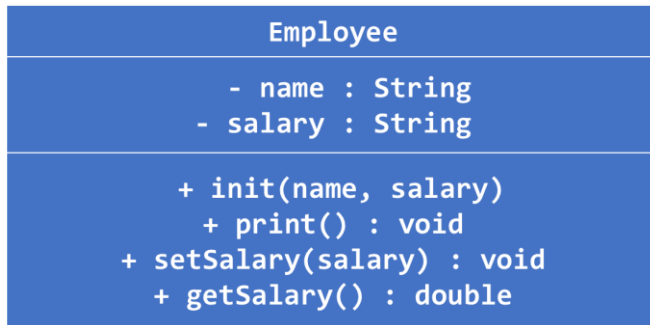 Employee
- name : String
- salary : String
+ init(name, salary)
+ print() : void
+ setSalary(salary) : void
+ getSalary() : double